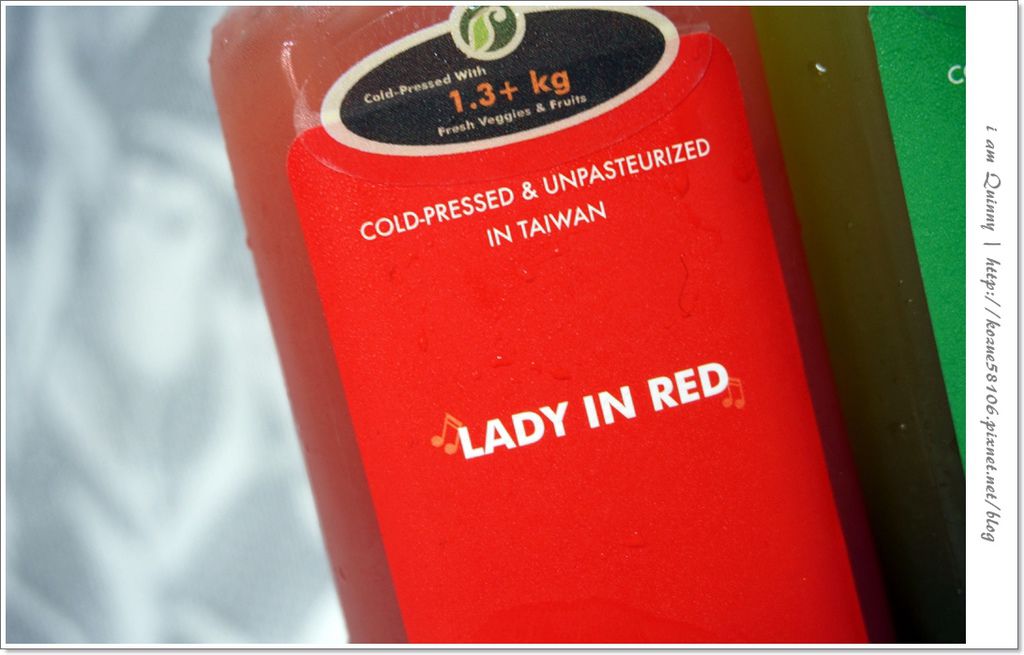 Cold-Pressed With
1.3+ kg
Fresh Veggies & Fruits
COLD-PRESSED & UNPASTEURIZED
IN TAIWAN
LADY IN RED
C
i am Quinny | http://kozue58106.pixnet.net/blog